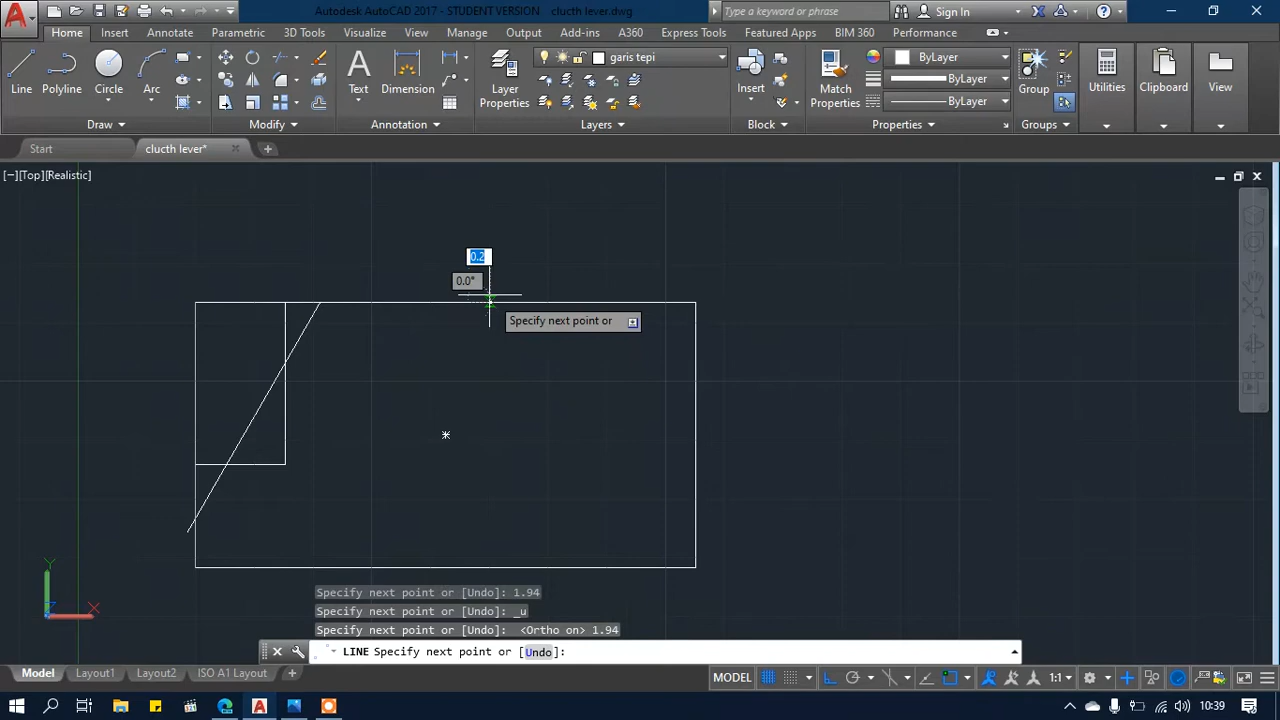 Autodesk AutoCAD 2017 - STUDENT VERSION clucth lever.dwg
Type a keyword or phrase
Sign In
Home
Insert
Annotate
Parametric
3D Tools
Visualize
View
Manage
Output
Add-ins
A360
Express Tools
Featured Apps
BIM 360
Performance
Line
Polyline
Circle
Arc
Text
Dimension
Layer
Properties
garis tepi
Insert
Match
Properties
ByLayer
ByLayer
ByLayer
Group
Utilities
Clipboard
View
Draw
Modify
Annotation
Layers
Block
Properties
Groups
Start
clucth lever*
[−][Top][Realistic]
0.2
0.0°
Specify next point or
Y
X
Specify next point or [Undo]: 1.94
Specify next point or [Undo]: _u
Specify next point or [Undo]: <Ortho on> 1.94
LINE Specify next point or [Undo]:
Model
Layout1
Layout2
ISO A1 Layout
MODEL
1:1
10:39